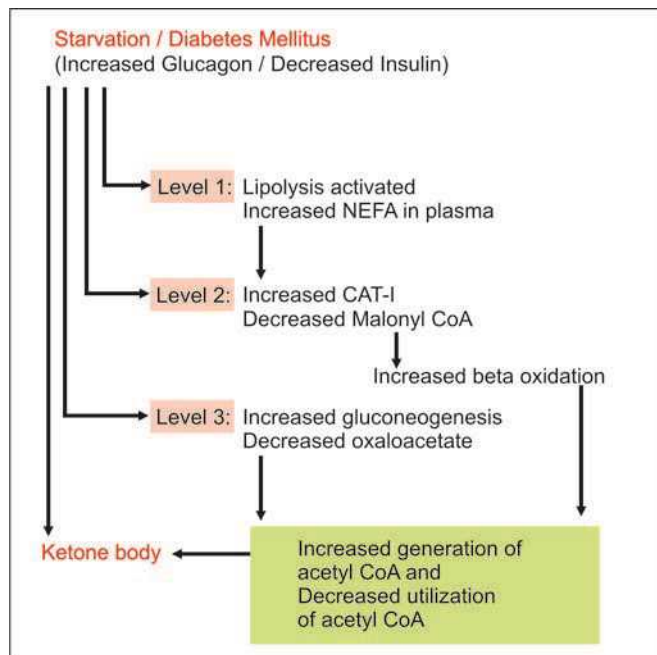 Starvation / Diabetes Mellitus
(Increased Glucagon / Decreased Insulin)
Level 1: Lipolysis activated
Increased NEFA in plasma
Level 2: Increased CAT-I
Decreased Malonyl CoA
Increased beta oxidation
Level 3: Increased gluconeogenesis
Decreased oxaloacetate
Ketone body
Increased generation of
acetyl CoA and
Decreased utilization
of acetyl CoA